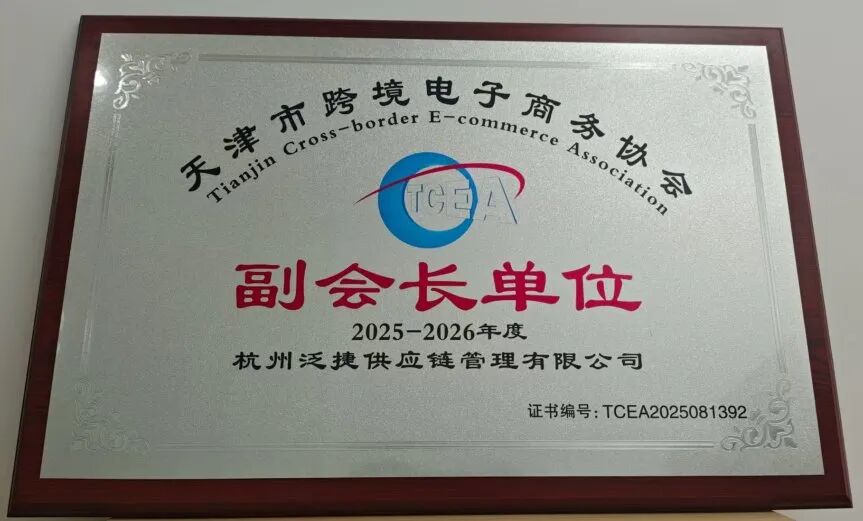 天津市跨境电子商务协会
Tianjin Cross-border E-commerce Association
TCEA
副会长单位
2025-2026年度
杭州泛捷供应链管理有限公司
证书编号：TCEA2025081392